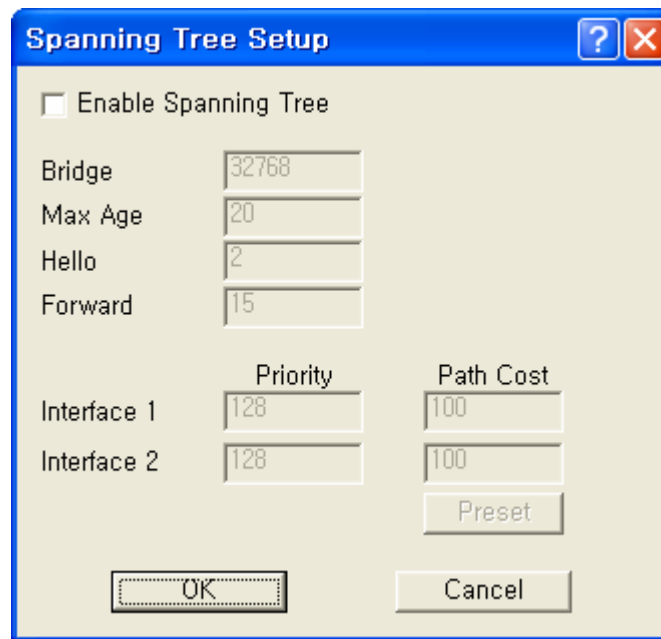 Spanning Tree Setup
Enable Spanning Tree
Bridge 32768
Max Age 20
Hello 2
Forward 15
Priority Path Cost
Interface 1 128 100
Interface 2 128 100
Preset
OK Cancel